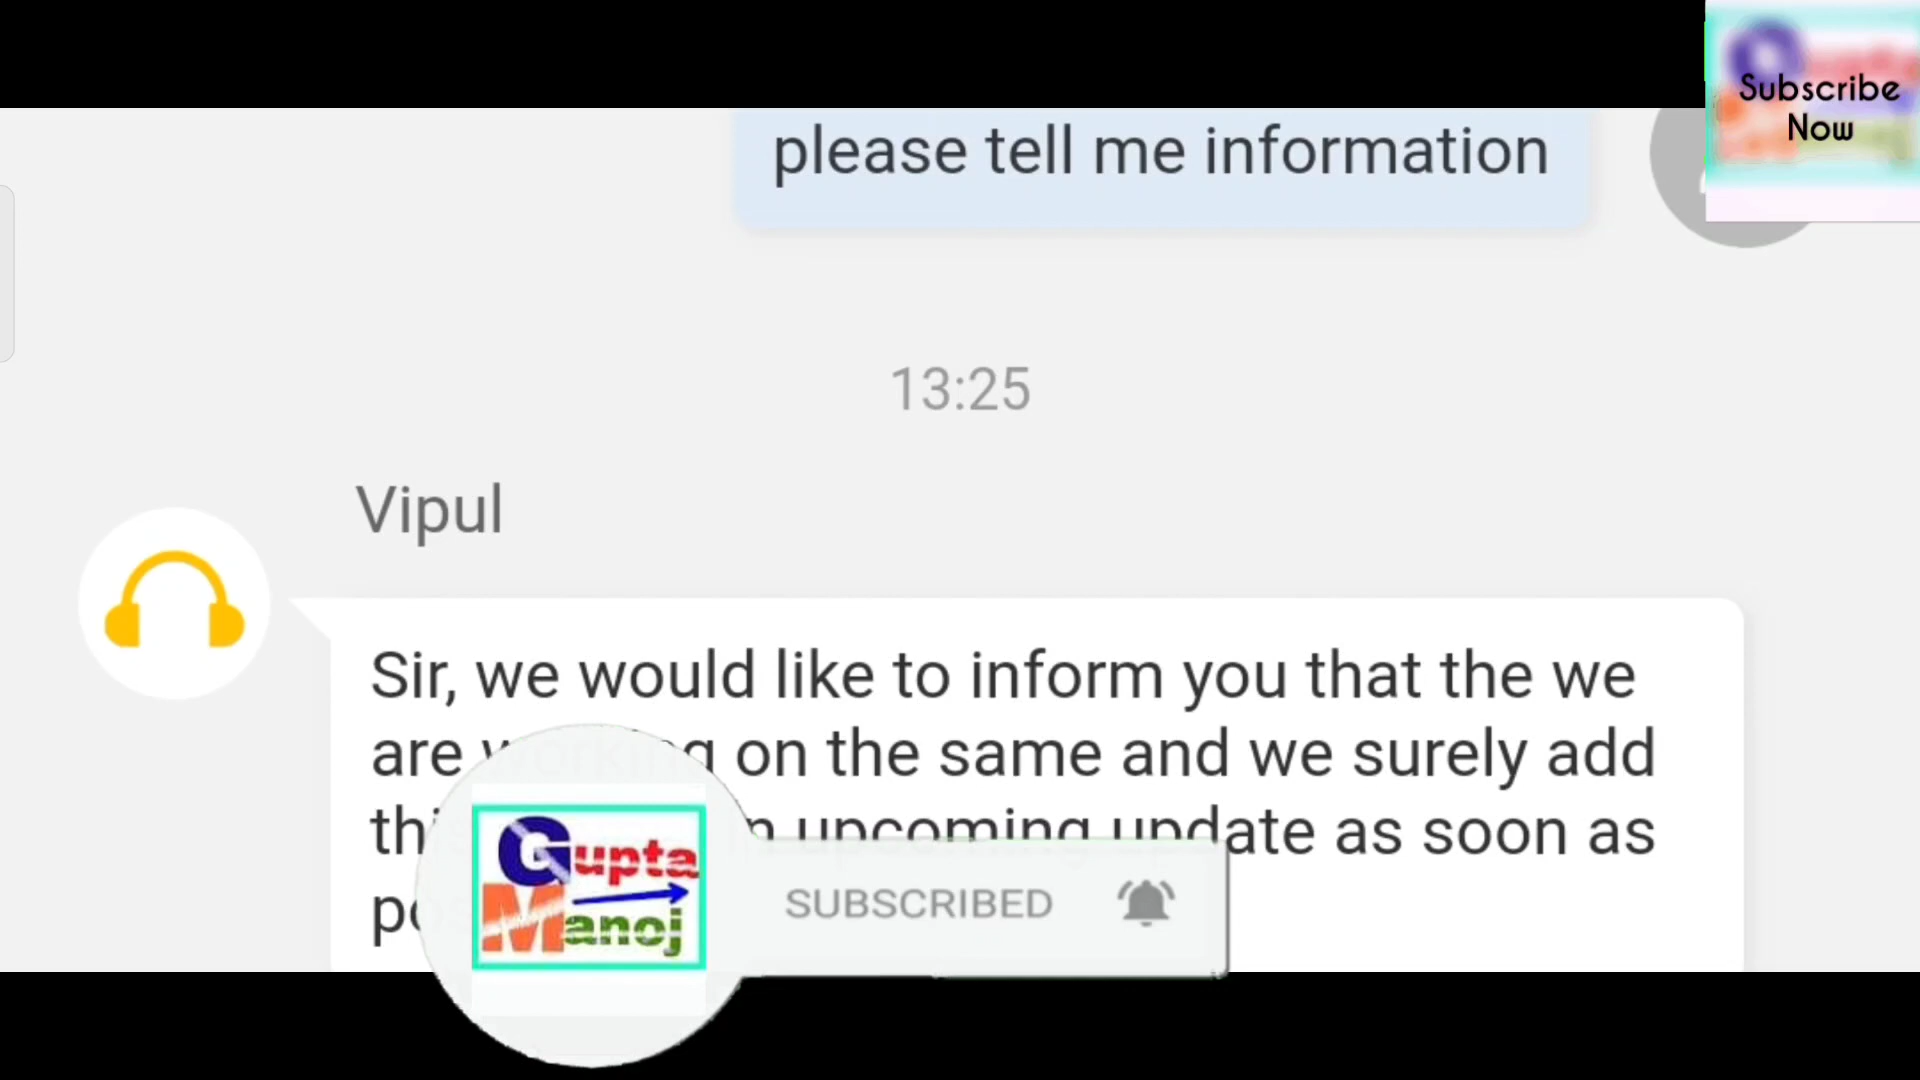 Subscribe
Now
please tell me information
13:25
Vipul
Sir, we would like to inform you that the we
are working on the same and we surely add
upcoming update as soon as
Gupta
Manoj
SUBSCRIBED